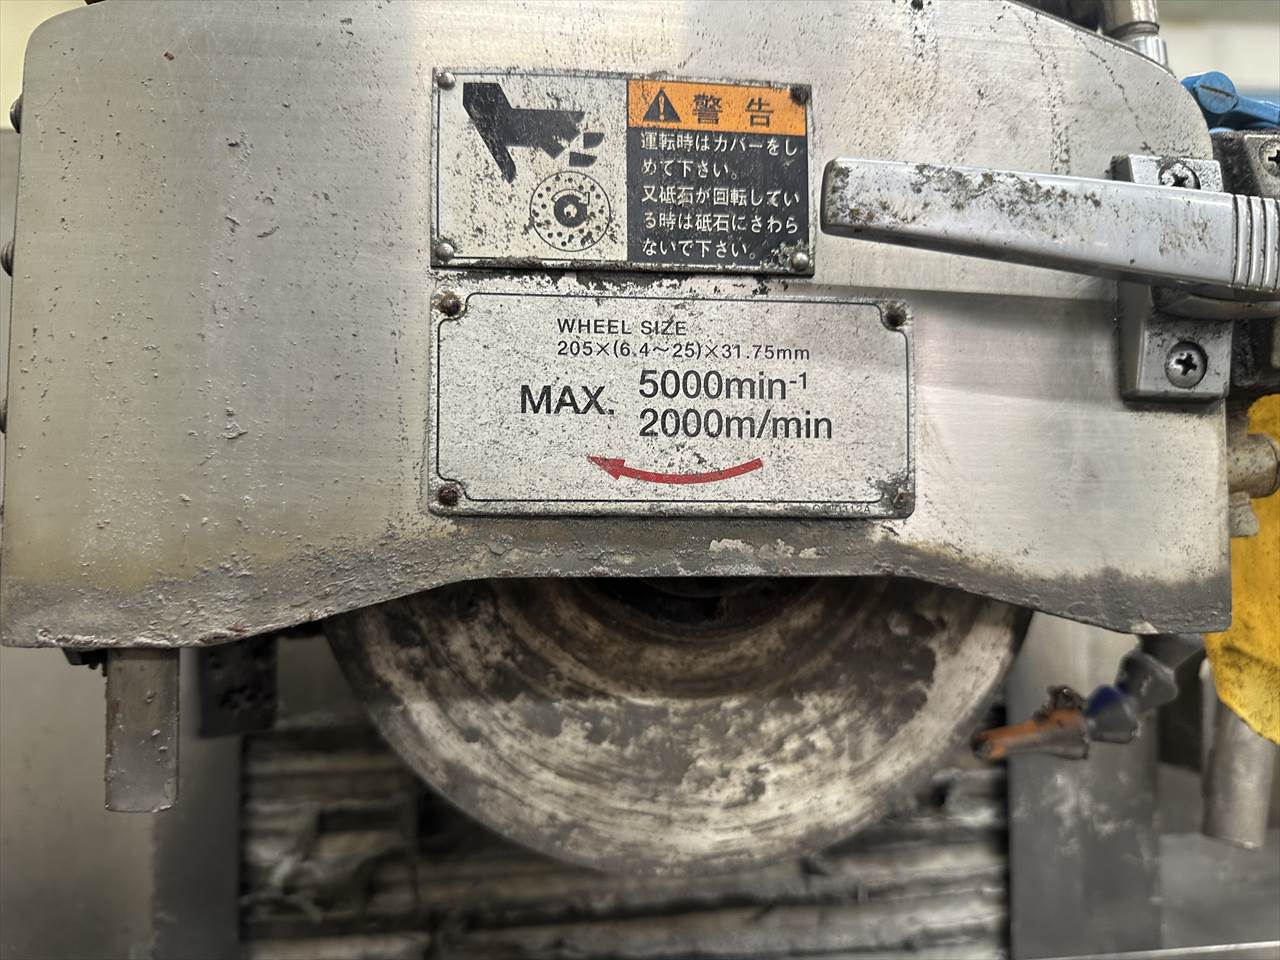 警告
運転時はカバーをし
めて下さい。
又砥石が回転してい
る時は砥石にさわら
ないで下さい。
WHEEL SIZE
205×(6.4〜25)×31.75mm
MAX. 5000min-1
2000m/min